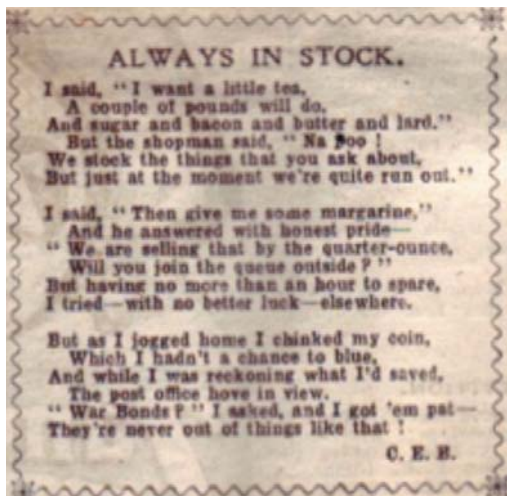 ALWAYS IN STOCK.
I said, "I want a little tea,
A couple of pounds will do,
And sugar and bacon and butter and lard."
But the shopman said, "Na poo!
We stock the things that you ask about,
But just at the moment we're quite run out."
I said, "Then give me some margarine,"
And he answered with honest pride—
"We are selling that by the quarter-ounce,
Will you join the queue outside?"
But having no more than an hour to spare,
I tried—with no better luck—elsewhere.
But as I jogged home I chinked my coin,
Which I hadn't a chance to blue,
And while I was reckoning what I'd saved,
The post office hove in view.
"War Bonds?" I asked, and I got 'em pat—
They're never out of things like that!
C. E. B.